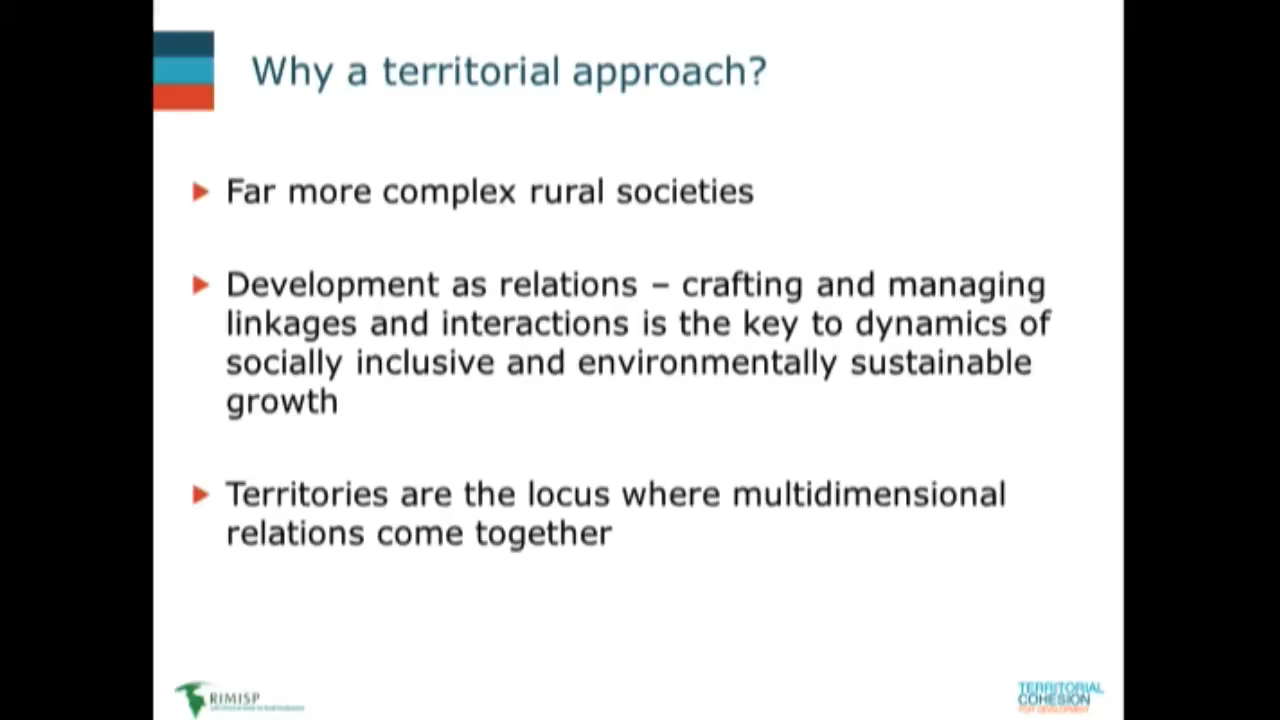 Why a territorial approach?
Far more complex rural societies
Development as relations – crafting and managing
linkages and interactions is the key to dynamics of
socially inclusive and environmentally sustainable
growth
Territories are the locus where multidimensional
relations come together
RIMISP
TERRITORIAL
COHESION
FOR DEVELOPMENT